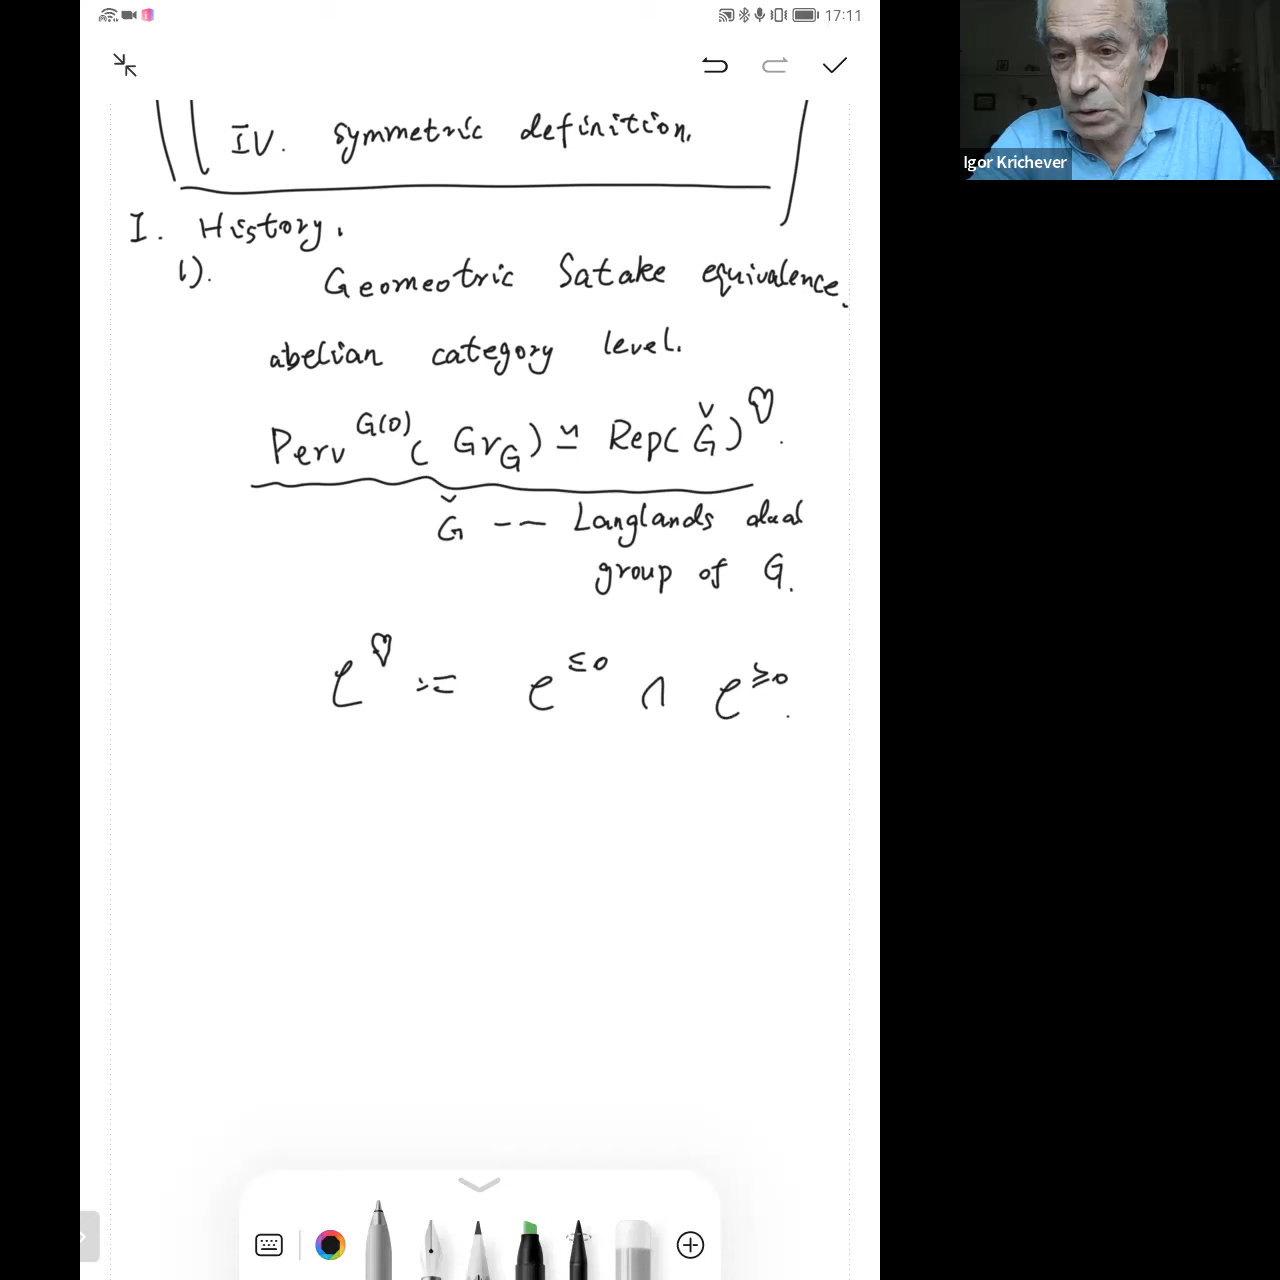 17:11
IV. symmetric definition.
Igor Krichever
I. History.
1). Geomeotric Satake equivalence.
abelian category level.
Perv^{G(O)}(Gr_G) ≃ Rep(Ǧ)^♡.
Ǧ -- Langlands dual
group of G.
C^♡ := C^{≤0} ∩ C^{≥0}.